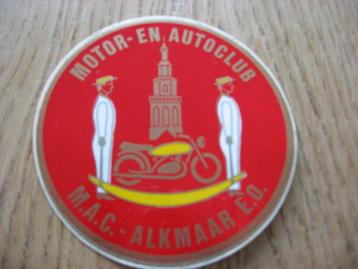 MOTOR- EN AUTOCLUB
M.A.C. - ALKMAAR E.O.